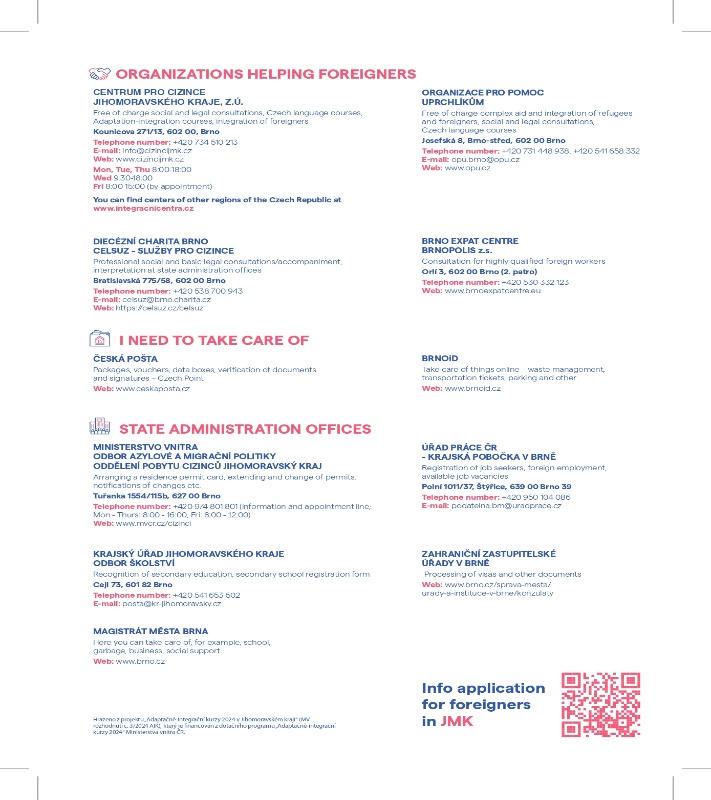 ORGANIZATIONS HELPING FOREIGNERS
CENTRUM PRO CIZINCE
JIHOMORAVSKÉHO KRAJE, Z.Ú.
Free of charge social and legal consultations, Czech language courses,
Adaptation-integration courses, integration of foreigners
Kounicova 271/13, 602 00, Brno
Telephone number: +420 734 510 213
E-mail: info@cizincijmk.cz
Web: www.cizincijmk.cz
Mon, Tue, Thu 8:00-18:00
Wed 9.30-18:00
Fri 8:00-15:00 (by appointment)
You can find centers of other regions of the Czech Republic at
www.integracnicentra.cz
ORGANIZACE PRO POMOC
UPRCHLÍKŮM
Free of charge complex aid and integration of refugees
and foreigners, social and legal consultations,
Czech language courses
Josefská 8, Brno-střed, 602 00 Brno
Telephone number: +420 731 448 938, +420 541 658 332
E-mail: opu.brno@opu.cz
Web: www.opu.cz
DIECÉZNÍ CHARITA BRNO
CELSUZ - SLUŽBY PRO CIZINCE
Professional social and basic legal consultations/accompaniment,
interpretation at state administration offices
Bratislavská 775/58, 602 00 Brno
Telephone number: +420 538 700 943
E-mail: celsuz@brno.charita.cz
Web: https://celsuz.cz/celsuz
BRNO EXPAT CENTRE
BRNOPOLIS z.s.
Consultation for highly qualified foreign workers
Orlí 3, 602 00 Brno (2. patro)
Telephone number: +420 530 332 123
Web: www.brnoexpatcentre.eu
I NEED TO TAKE CARE OF
ČESKÁ POŠTA
Packages, vouchers, data boxes, verification of documents
and signatures – Czech Point
Web: www.ceskaposta.cz
BRNOiD
Take care of things online – waste management,
transportation tickets, parking and other
Web: www.brnoid.cz
STATE ADMINISTRATION OFFICES
MINISTERSTVO VNITRA
ODBOR AZYLOVÉ A MIGRAČNÍ POLITIKY
ODDĚLENÍ POBYTU CIZINCŮ JIHOMORAVSKÝ KRAJ
Arranging a residence permit card, extending and change of permits,
notifications of changes etc.
Tuřanka 1554/115b, 627 00 Brno
Telephone number: +420 974 801 801 (information and appointment line;
Mon - Thurs: 8:00 - 16:00, Fri: 8:00 - 12:00)
Web: www.mvcr.cz/cizinci
ÚŘAD PRÁCE ČR
- KRAJSKÁ POBOČKA V BRNĚ
Registration of job seekers, foreign employment,
available job vacancies
Polní 1011/37, Štýřice, 639 00 Brno 39
Telephone number: +420 950 104 086
E-mail: podatelna.bm@uradprace.cz
KRAJSKÝ ÚŘAD JIHOMORAVSKÉHO KRAJE
ODBOR ŠKOLSTVÍ
Recognition of secondary education, secondary school registration form
Cejl 73, 601 82 Brno
Telephone number: +420 541 653 502
E-mail: posta@kr-jihomoravsky.cz
ZAHRANIČNÍ ZASTUPITELSKÉ
ÚŘADY V BRNĚ
Processing of visas and other documents
Web: www.brno.cz/sprava-mesta/
urady-a-instituce-v-brne/konzulaty
MAGISTRÁT MĚSTA BRNA
Here you can take care of, for example, school,
garbage, business, social support.
Web: www.brno.cz
Info application
for foreigners
in JMK
Hrazeno z projektu „Adaptačně-integrační kurzy 2024 v Jihomoravském kraji“ (MV
rozhodnutí č. 3/2024 AIK), který je financován z dotačního programu „Adaptačně-integrační
kurzy 2024“ Ministerstva vnitra ČR.